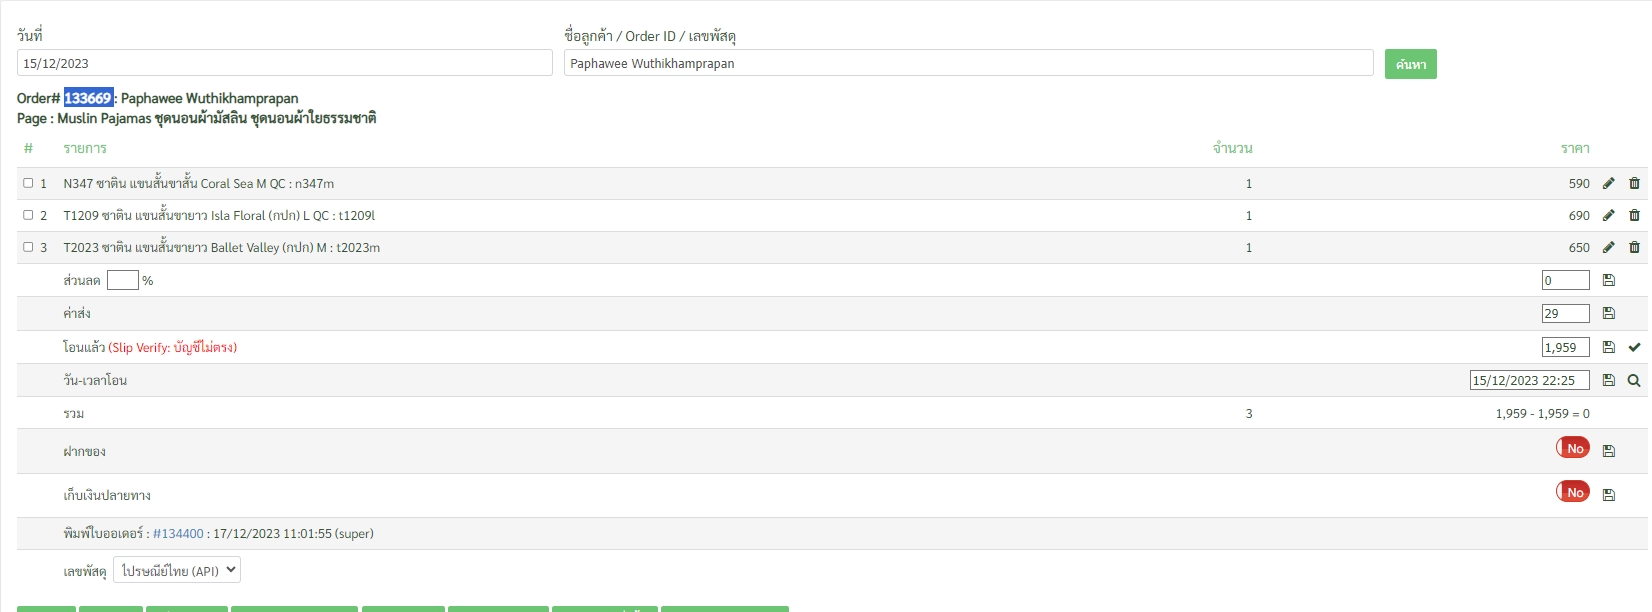 วันที่ ชื่อลูกค้า / Order ID / เลขพัสดุ
15/12/2023 Paphawee Wuthikhamprapan ค้นหา
Order# 133669 : Paphawee Wuthikhamprapan
Page : Muslin Pajamas ชุดนอนผ้ามัสลิน ชุดนอนผ้าใยธรรมชาติ
# รายการ จำนวน ราคา
1 N347 ซาติน แขนสั้นขาสั้น Coral Sea M QC : n347m 1 590
2 T1209 ซาติน แขนสั้นขายาว Isla Floral (กปก) L QC : t1209l 1 690
3 T2023 ซาติน แขนสั้นขายาว Ballet Valley (กปก) M : t2023m 1 650
ส่วนลด % 0
ค่าส่ง 29
โอนแล้ว (Slip Verify: บัญชีไม่ตรง) 1,959
วัน-เวลาโอน 15/12/2023 22:25
รวม 3 1,959 - 1,959 = 0
ฝากของ No
เก็บเงินปลายทาง No
พิมพ์ใบออเดอร์ : #134400 : 17/12/2023 11:01:55 (super)
เลขพัสดุ ไปรษณีย์ไทย (API)